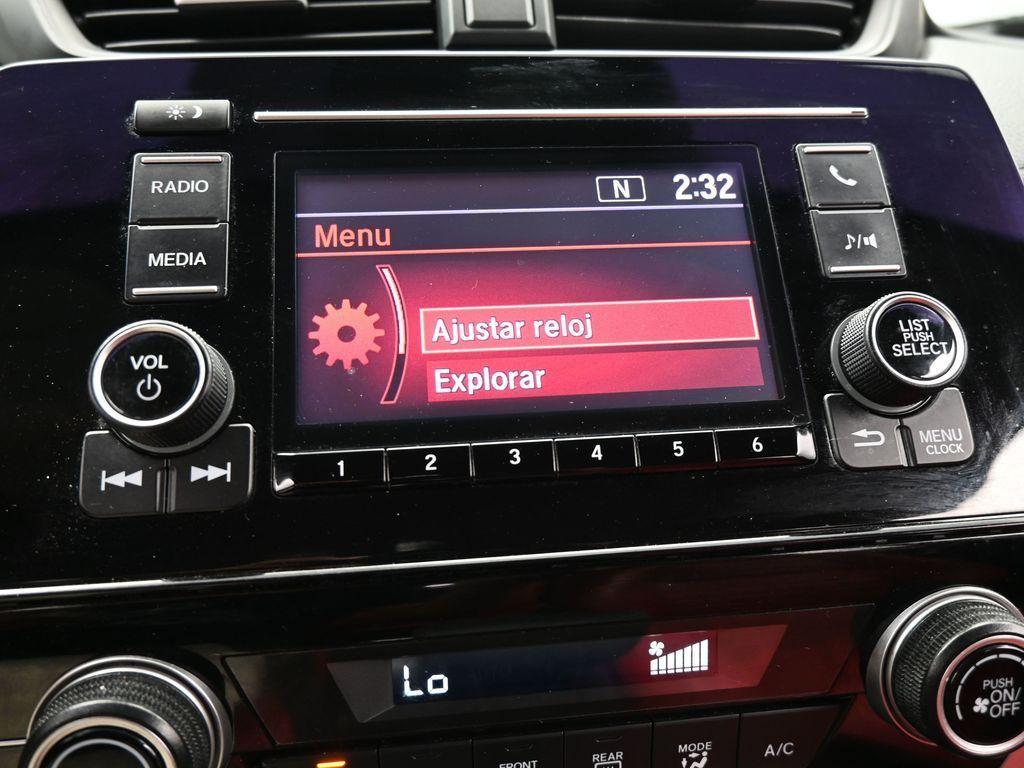 RADIO
MEDIA
VOL
N 2:32
Menu
Ajustar reloj
Explorar
LIST
PUSH
SELECT
MENU
CLOCK
1 2 3 4 5 6
Lo
PUSH
ON/
OFF
FRONT
REAR
MODE
A/C